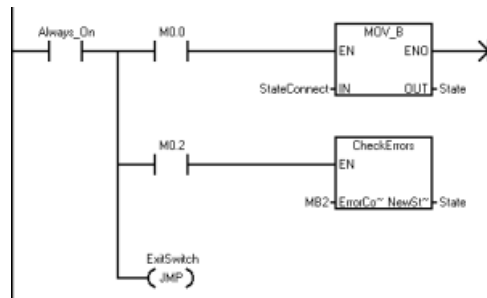 Always_On
M0.0
MOV_B
EN
ENO
StateConnect
IN
OUT
State
M0.2
CheckErrors
EN
MB2
ErrorCo~
NewSt~
State
ExitSwitch
JMP